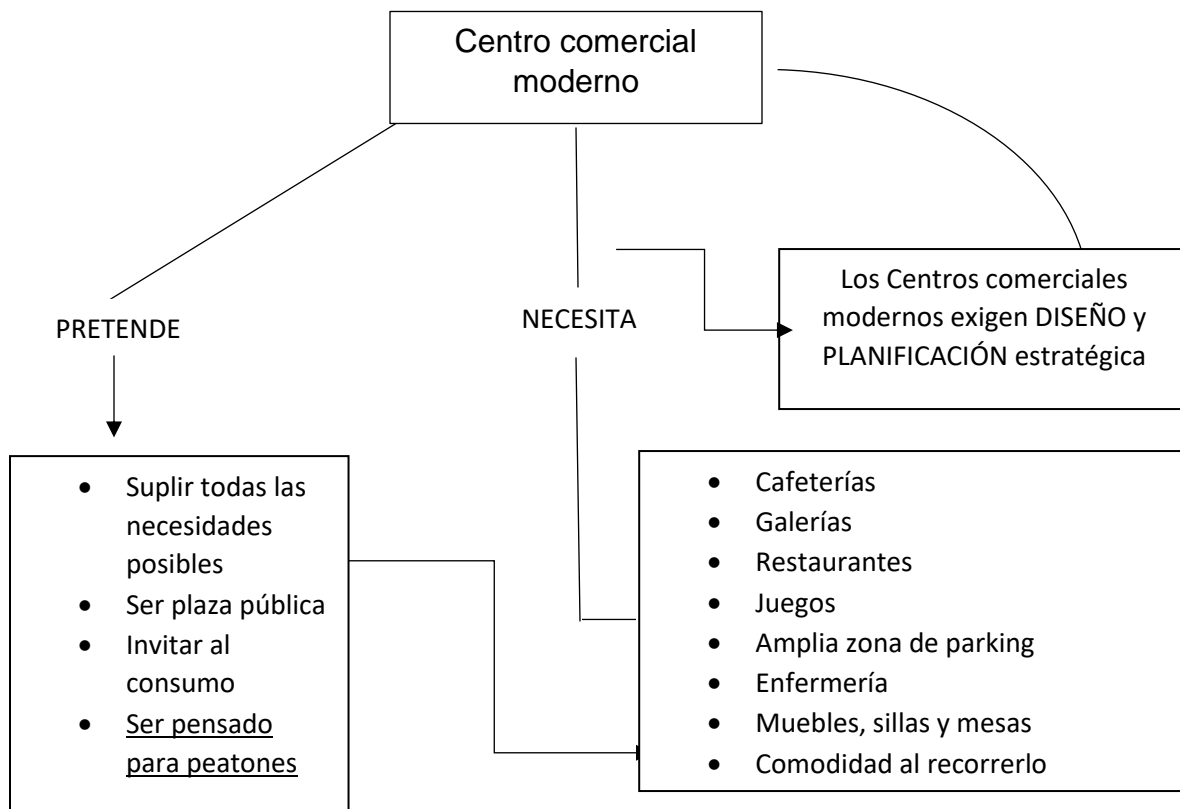 Centro comercial
moderno
PRETENDE
NECESITA
Los Centros comerciales
modernos exigen DISEÑO y
PLANIFICACIÓN estratégica
• Suplir todas las
necesidades
posibles
• Ser plaza pública
• Invitar al
consumo
• Ser pensado
para peatones
• Cafeterías
• Galerías
• Restaurantes
• Juegos
• Amplia zona de parking
• Enfermería
• Muebles, sillas y mesas
• Comodidad al recorrerlo